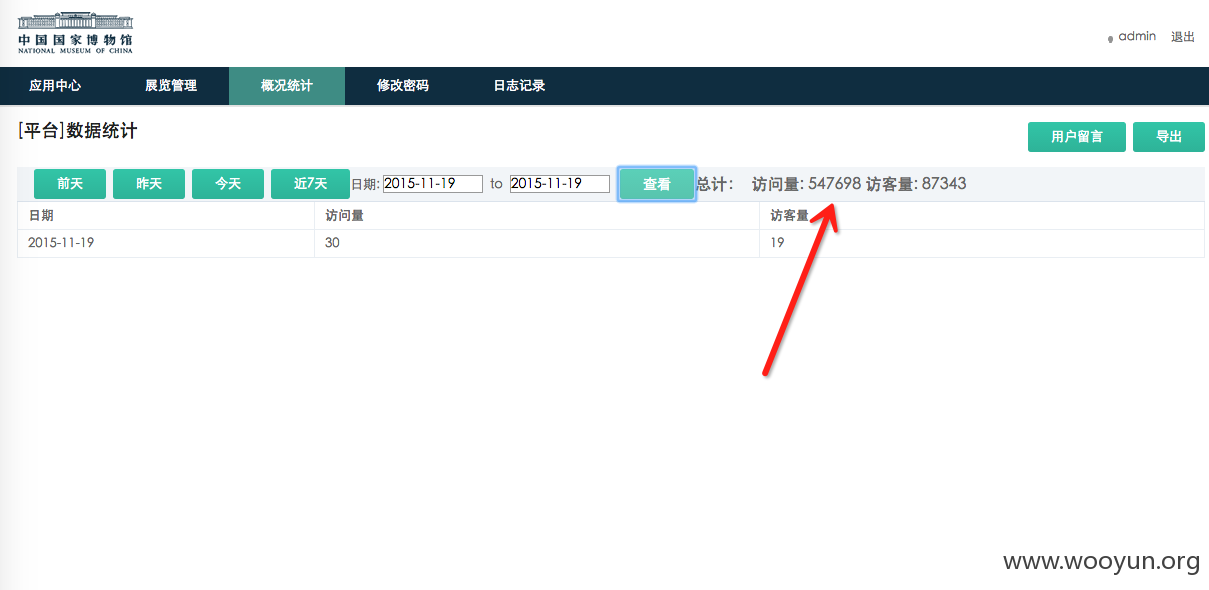 中国国家博物馆
NATIONAL MUSEUM OF CHINA
admin 退出
应用中心 展览管理 概况统计 修改密码 日志记录
[平台]数据统计
用户留言 导出
前天 昨天 今天 近7天 日期: 2015-11-19 to 2015-11-19 查看 总计: 访问量: 547698 访客量: 87343
日期 访问量 访客量
2015-11-19 30 19
www.wooyun.org